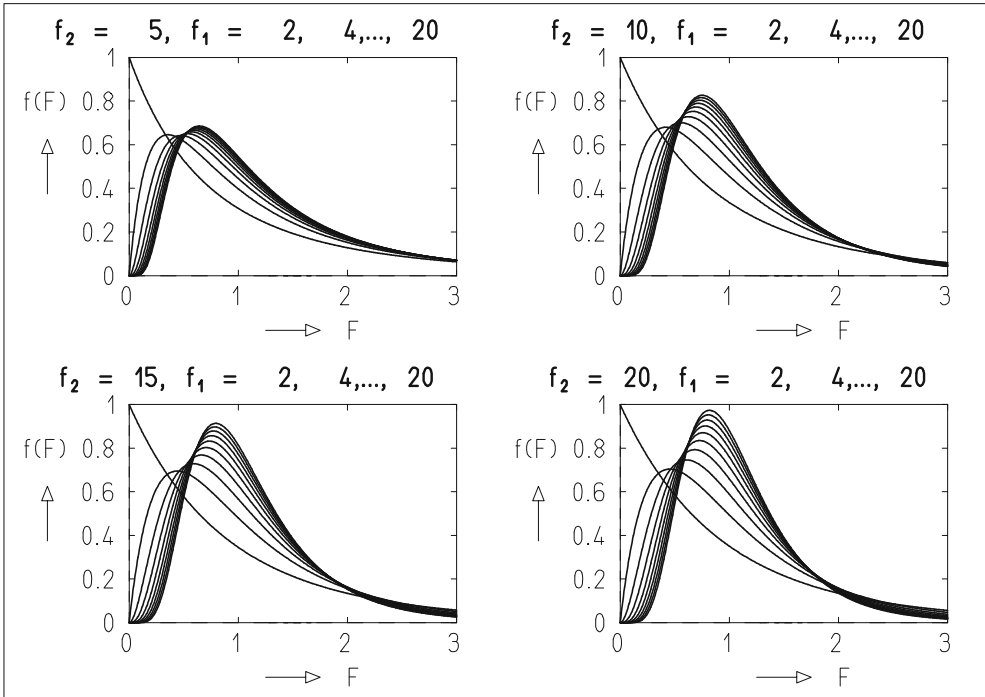 f₂ = 5, f₁ = 2, 4,..., 20
1
f(F) 0.8
0.6
0.4
0.2
0
0 1 2 3
F
f₂ = 10, f₁ = 2, 4,..., 20
1
f(F) 0.8
0.6
0.4
0.2
0
0 1 2 3
F
f₂ = 15, f₁ = 2, 4,..., 20
1
f(F) 0.8
0.6
0.4
0.2
0
0 1 2 3
F
f₂ = 20, f₁ = 2, 4,..., 20
1
f(F) 0.8
0.6
0.4
0.2
0
0 1 2 3
F